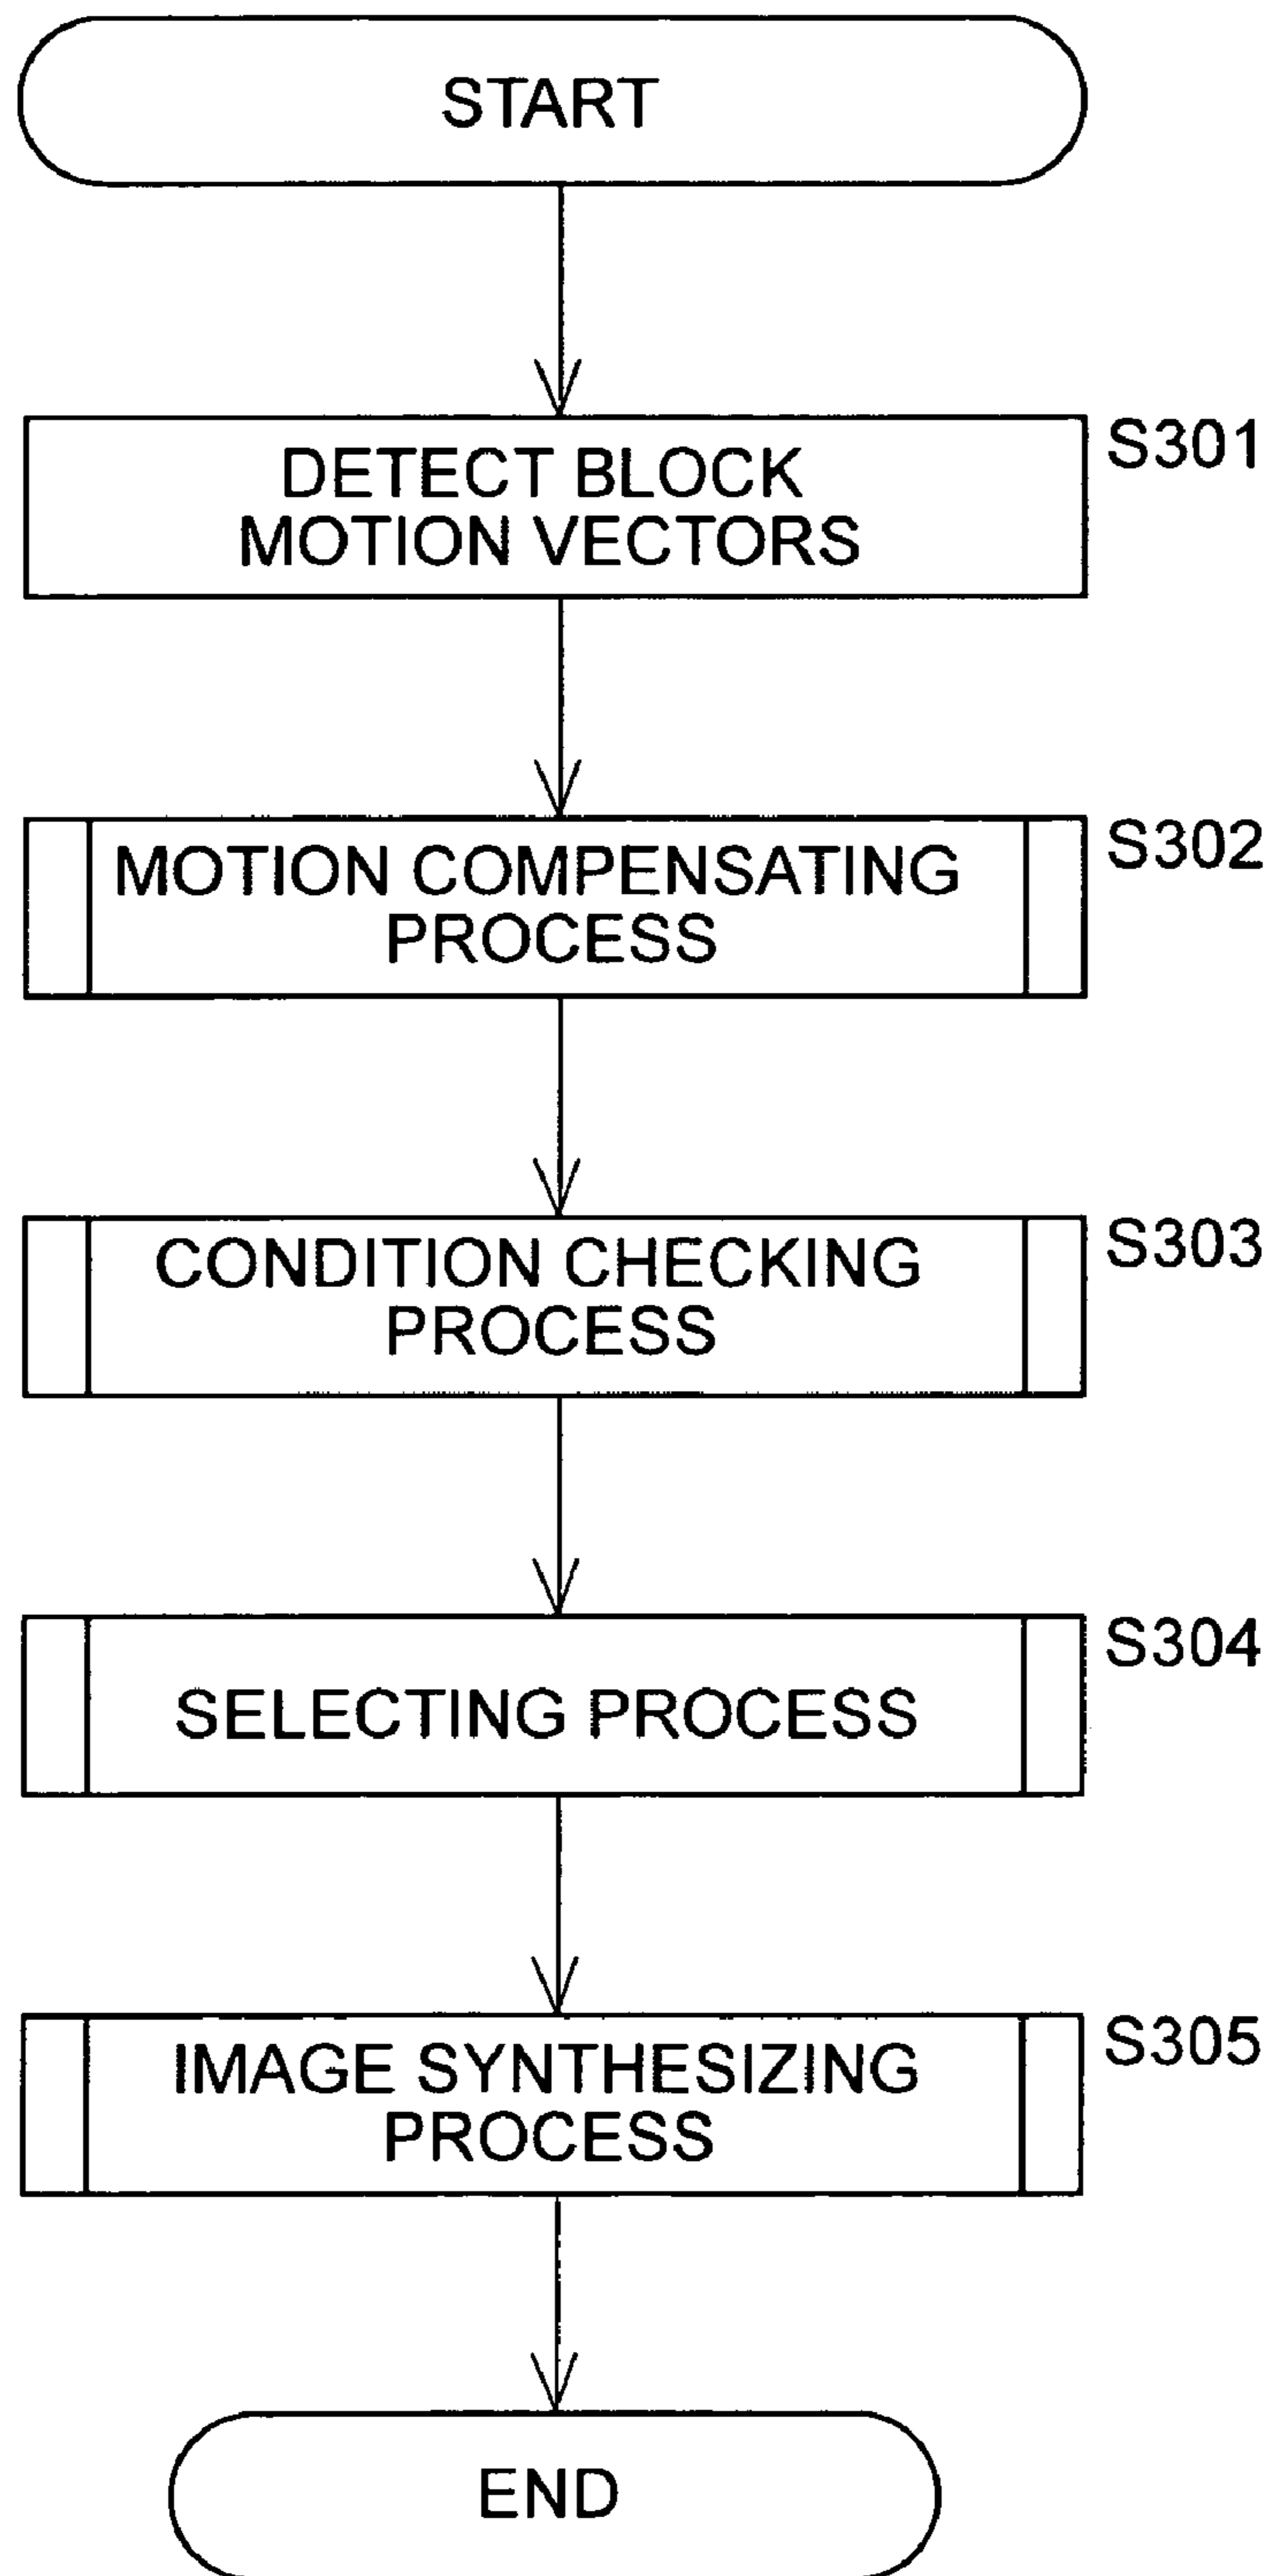 START
DETECT BLOCK
MOTION VECTORS
S301
MOTION COMPENSATING
PROCESS
S302
CONDITION CHECKING
PROCESS
S303
SELECTING PROCESS
S304
IMAGE SYNTHESIZING
PROCESS
S305
END